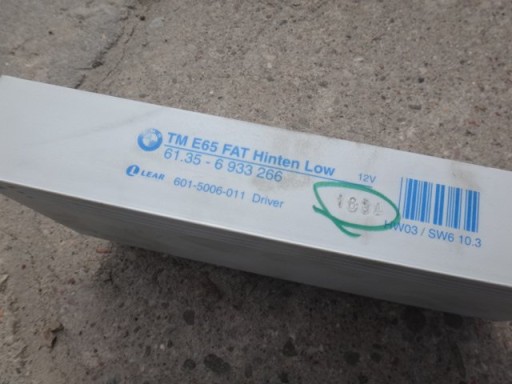 TM E65 FAT Hinten Low
61.35 - 6 933 266
12V
LEAR 601-5006-011 Driver
HW03 / SW6 10.3